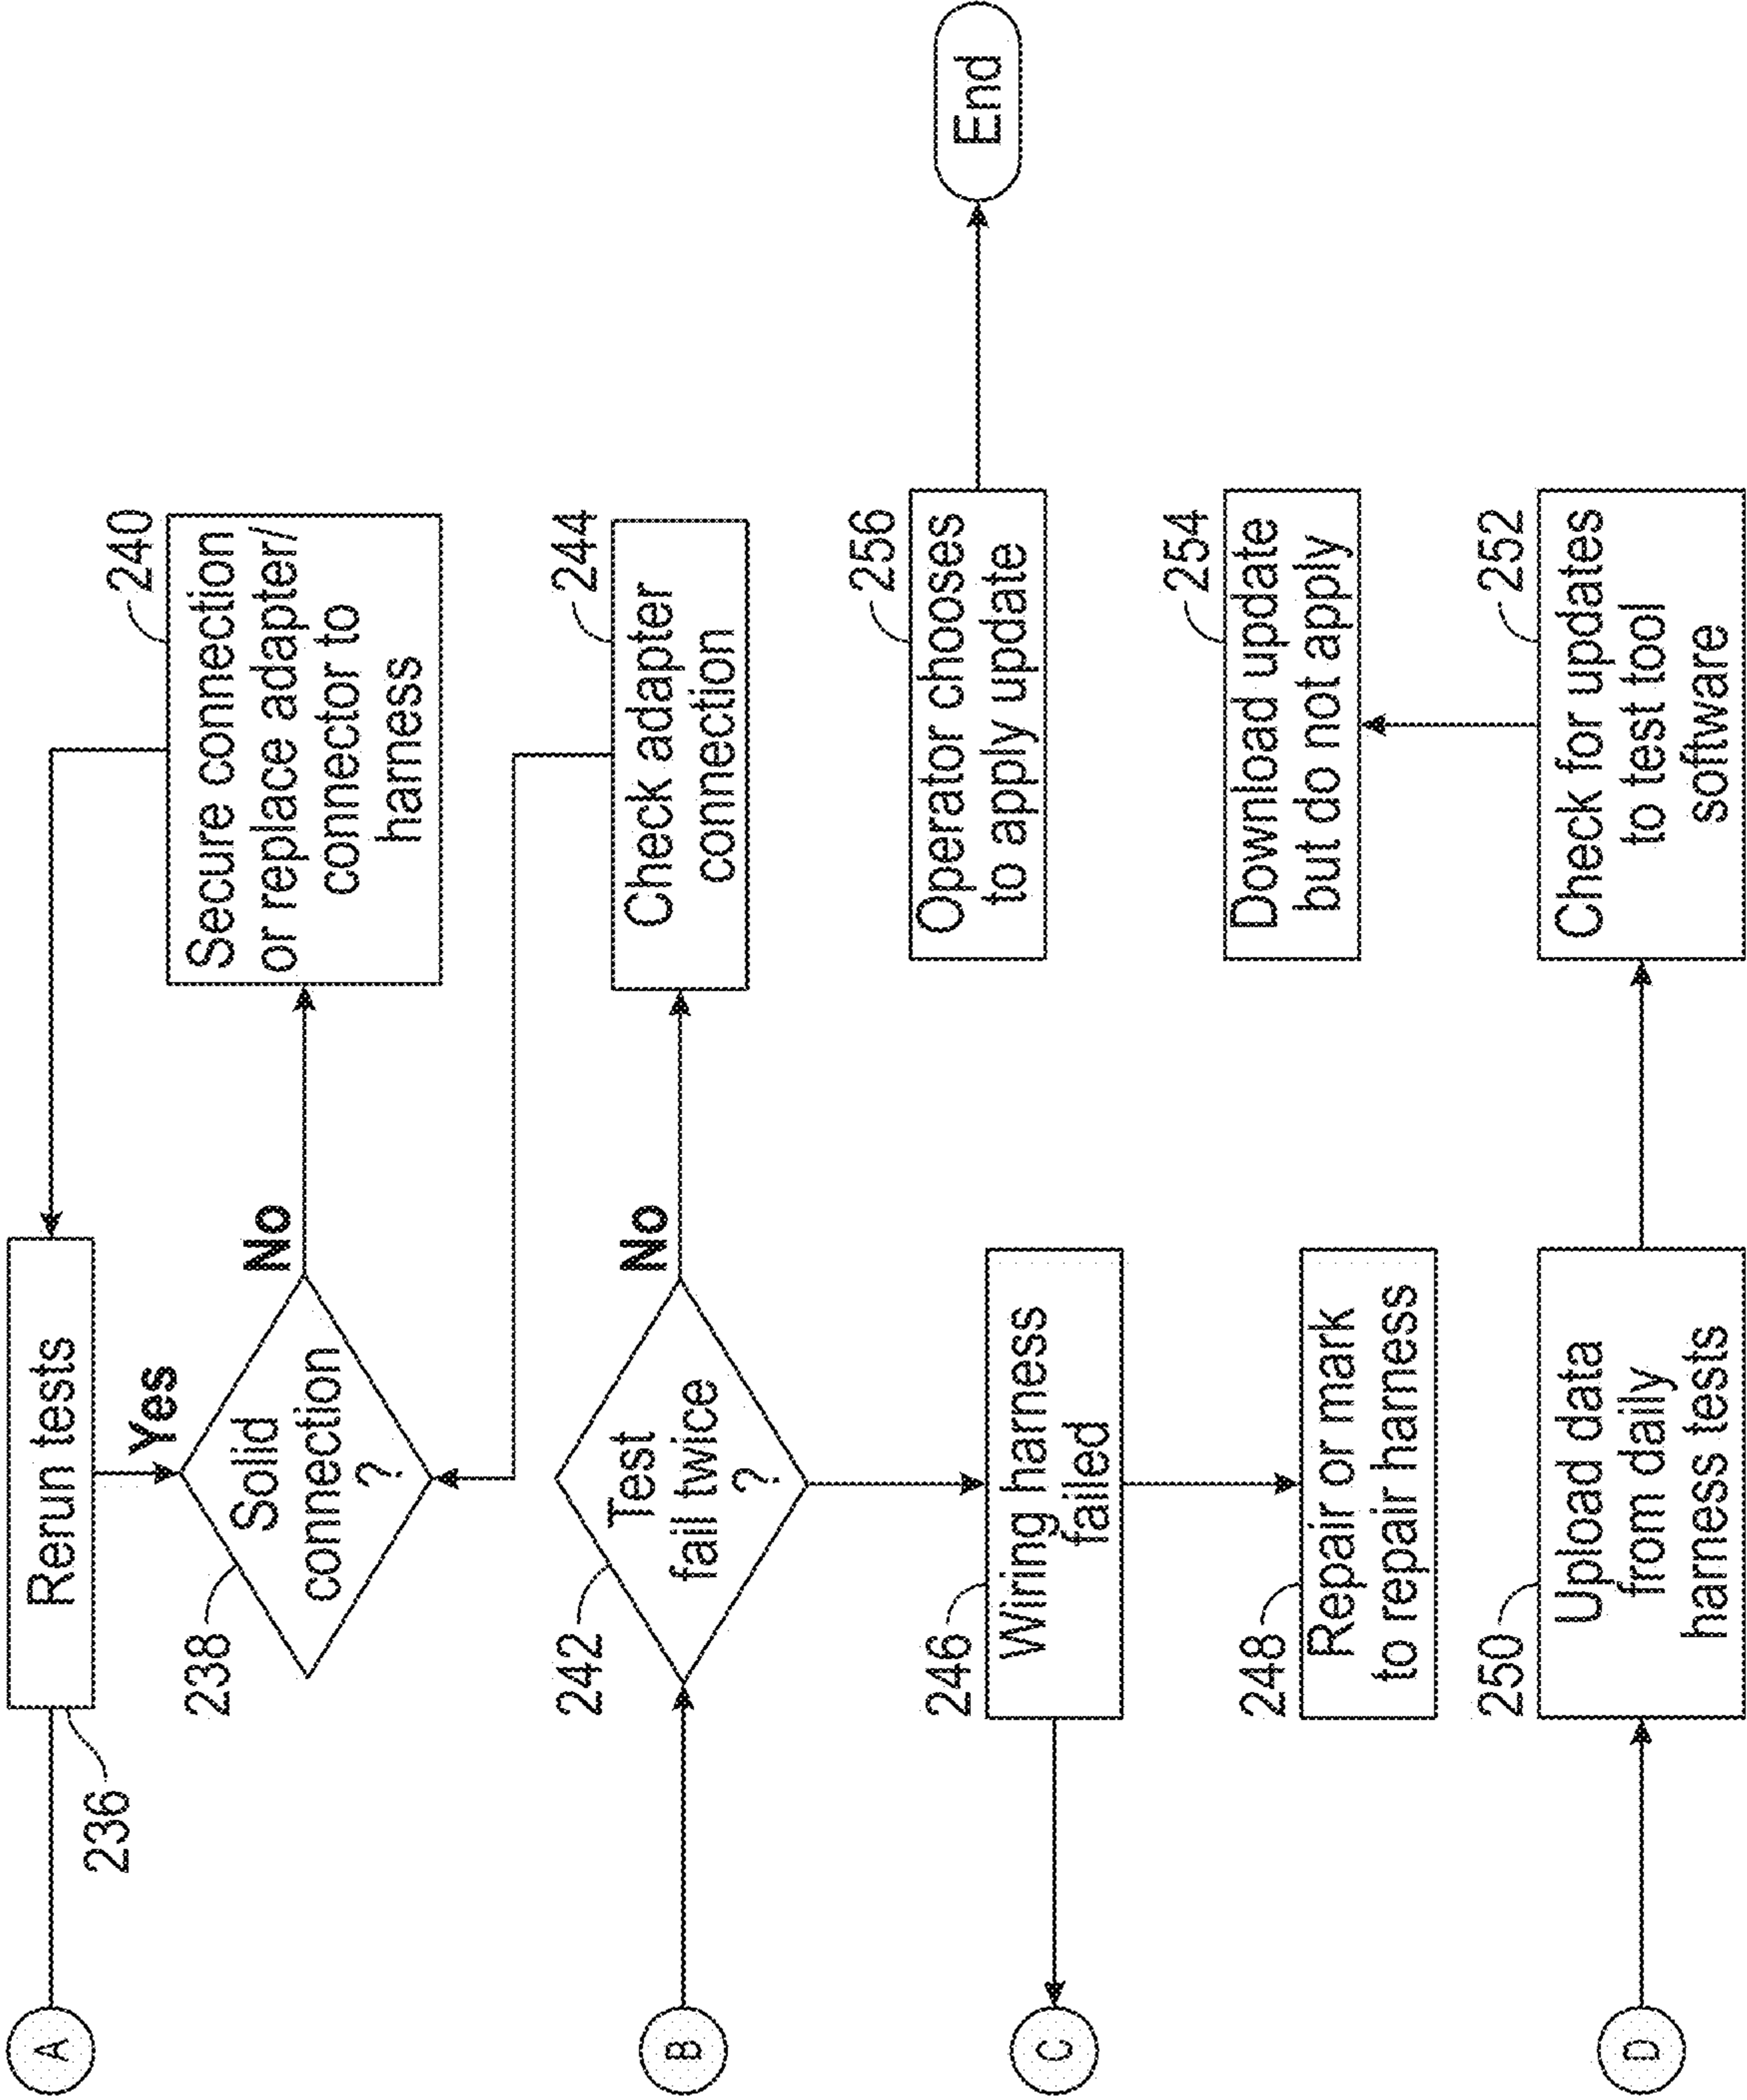 A
Rerun tests
236
Yes
Solid
connection
?
238
No
Secure connection
or replace adapter/
connector to
harness
240
B
Test
fail twice
?
242
No
Check adapter
connection
244
C
Wiring harness
failed
246
Repair or mark
to repair harness
248
Operator chooses
to apply update
256
End
Download update
but do not apply
254
D
Upload data
from daily
harness tests
250
Check for updates
to test tool
software
252